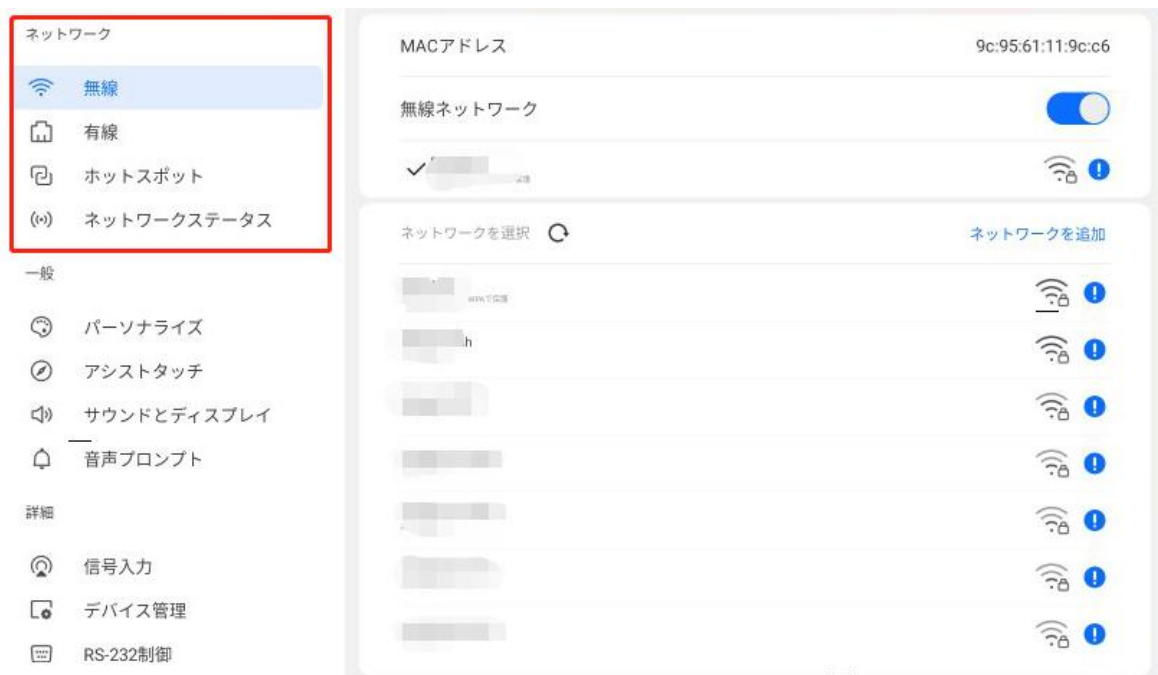 ネットワーク
無線
有線
ホットスポット
ネットワークステータス
一般
パーソナライズ
アシストタッチ
サウンドとディスプレイ
音声プロンプト
詳細
信号入力
デバイス管理
RS-232制御
MACアドレス 9c:95:61:11:9c:c6
無線ネットワーク
ネットワークを選択 ネットワークを追加
WPAで保護
h